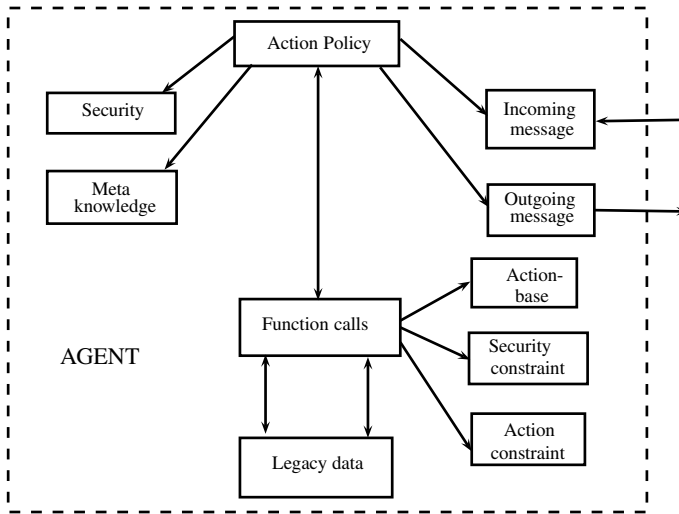 Action Policy
Security
Incoming
message
Meta
knowledge
Outgoing
message
Action-
base
Function calls
Security
constraint
AGENT
Action
constraint
Legacy data